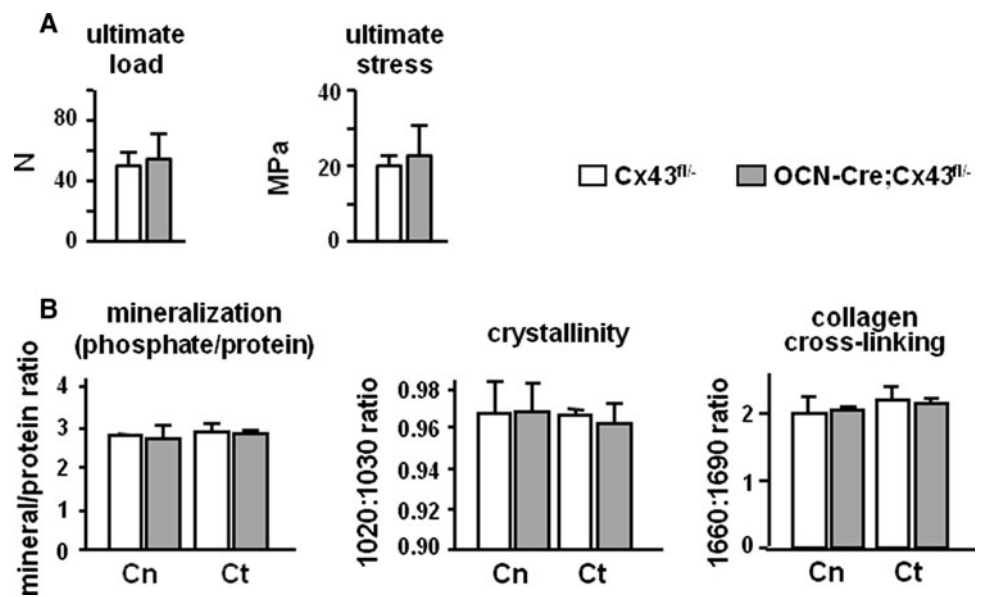 A
ultimate
load
N
80
40
0
ultimate
stress
MPa
40
20
0
Cx43fl/-
OCN-Cre;Cx43fl/-
B
mineralization
(phosphate/protein)
mineral/protein ratio
4
3
2
1
0
Cn Ct
crystallinity
1020:1030 ratio
0.98
0.96
0.94
0.92
0.90
Cn Ct
collagen
cross-linking
1660:1690 ratio
2
1
0
Cn Ct